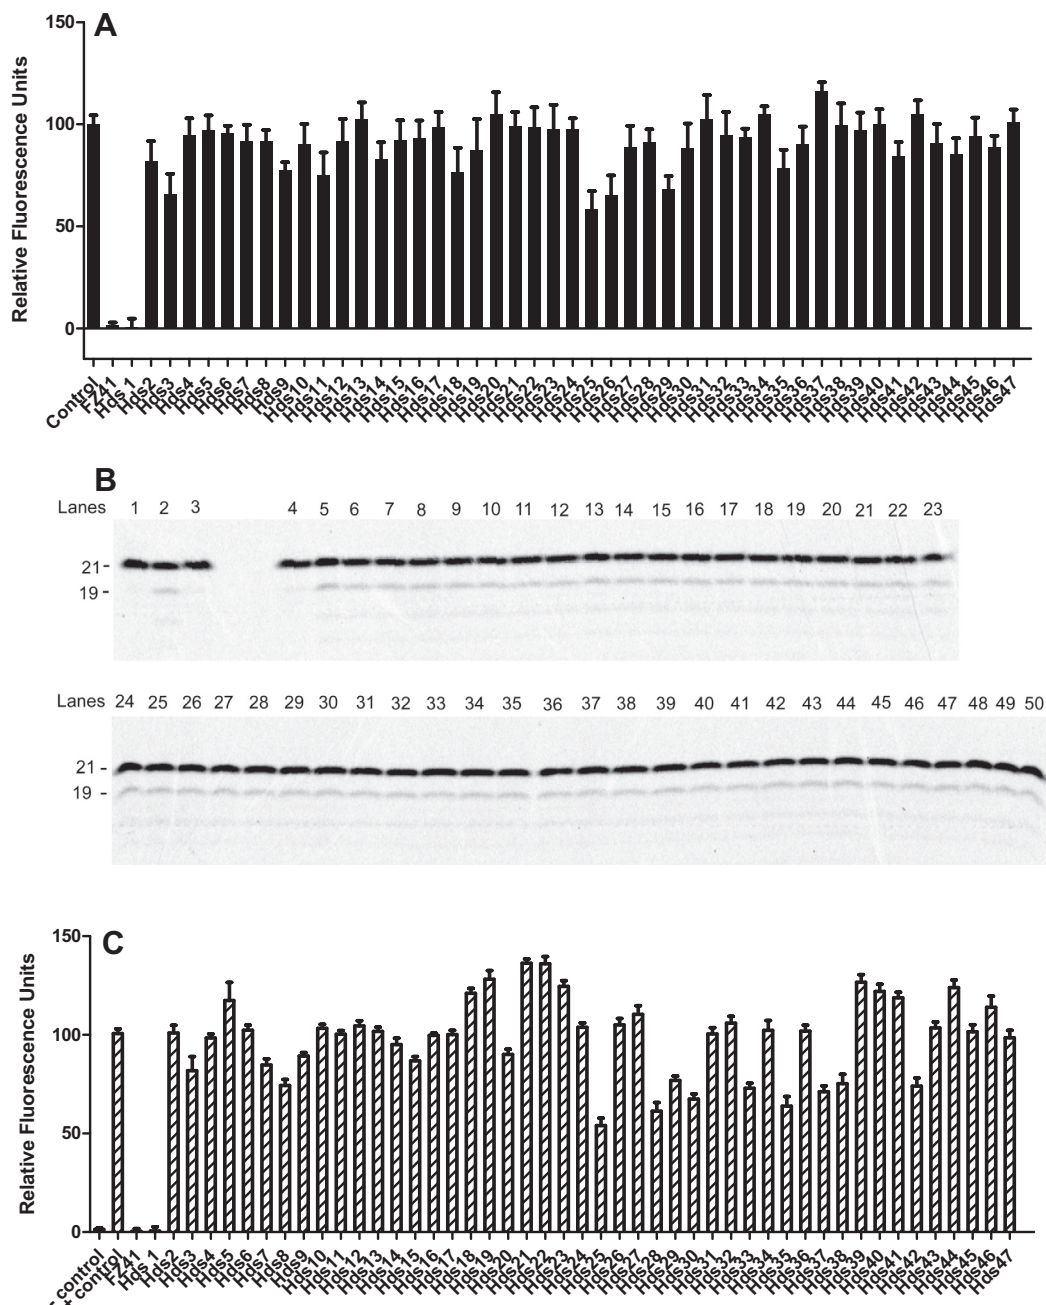 A
150
100
50
0
Relative Fluorescence Units
Control
FZ41
Hds 1
Hds2
Hds3
Hds4
Hds5
Hds6
Hds7
Hds8
Hds9
Hds10
Hds11
Hds12
Hds13
Hds14
Hds15
Hds16
Hds17
Hds18
Hds19
Hds20
Hds21
Hds22
Hds23
Hds24
Hds25
Hds26
Hds27
Hds28
Hds29
Hds30
Hds31
Hds32
Hds33
Hds34
Hds35
Hds36
Hds37
Hds38
Hds39
Hds40
Hds41
Hds42
Hds43
Hds44
Hds45
Hds46
Hds47
B
Lanes 1 2 3 4 5 6 7 8 9 10 11 12 13 14 15 16 17 18 19 20 21 22 23
21-
19 -
Lanes 24 25 26 27 28 29 30 31 32 33 34 35 36 37 38 39 40 41 42 43 44 45 46 47 48 49 50
21 -
19 -
C
150
100
50
0
Relative Fluorescence Units
- control
+ control
FZ41
Hds 1
Hds2
Hds3
Hds4
Hds5
Hds6
Hds7
Hds8
Hds9
Hds10
Hds11
Hds12
Hds13
Hds14
Hds15
Hds16
Hds17
Hds18
Hds19
Hds20
Hds21
Hds22
Hds23
Hds24
Hds25
Hds26
Hds27
Hds28
Hds29
Hds30
Hds31
Hds32
Hds33
Hds34
Hds35
Hds36
Hds37
Hds38
Hds39
Hds40
Hds41
Hds42
Hds43
Hds44
Hds45
Hds46
Hds47